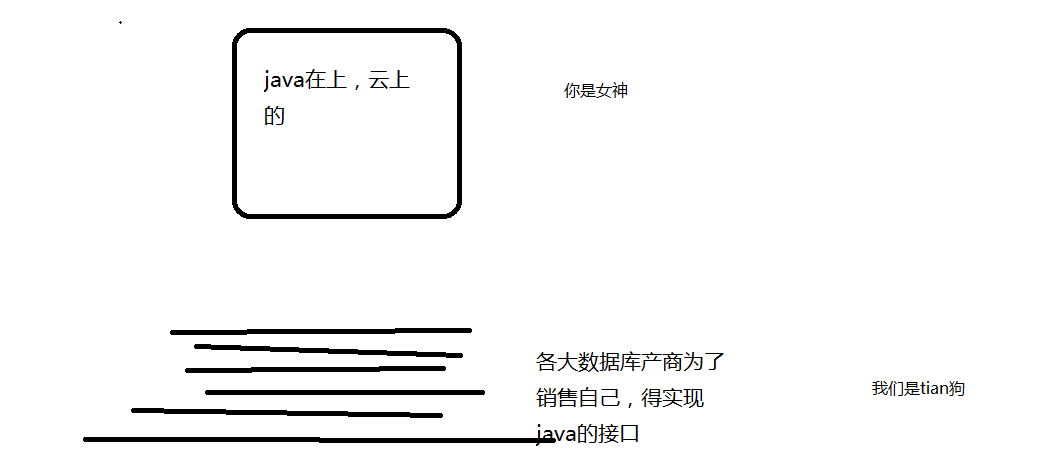 java在上，云上
的
你是女神
各大数据库产商为了
销售自己，得实现
java的接口
我们是tian狗